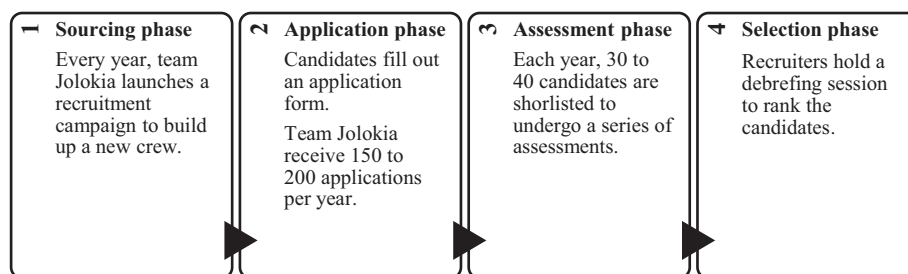 1 Sourcing phase
Every year, team
Jolokia launches a
recruitment
campaign to build
up a new crew.
2 Application phase
Candidates fill out
an application
form.
Team Jolokia
receive 150 to
200 applications
per year.
3 Assessment phase
Each year, 30 to
40 candidates are
shorlisted to
undergo a series of
assessments.
4 Selection phase
Recruiters hold a
debrefing session
to rank the
candidates.